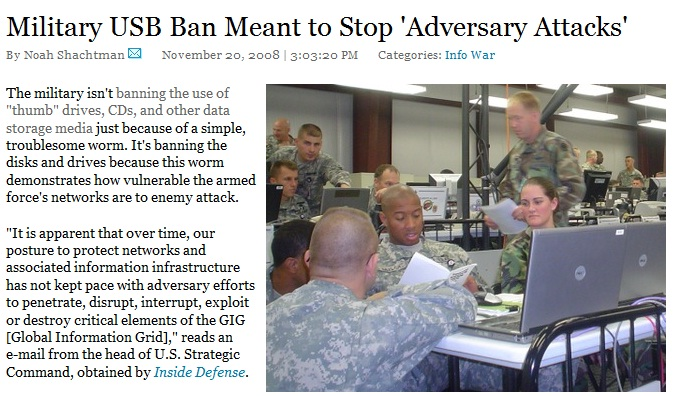 Military USB Ban Meant to Stop 'Adversary Attacks'
By Noah Shachtman November 20, 2008 | 3:03:20 PM Categories: Info War
The military isn't banning the use of
"thumb" drives, CDs, and other data
storage media just because of a simple,
troublesome worm. It's banning the
disks and drives because this worm
demonstrates how vulnerable the armed
force's networks are to enemy attack.
"It is apparent that over time, our
posture to protect networks and
associated information infrastructure
has not kept pace with adversary efforts
to penetrate, disrupt, interrupt, exploit
or destroy critical elements of the GIG
[Global Information Grid]," reads an
e-mail from the head of U.S. Strategic
Command, obtained by Inside Defense.